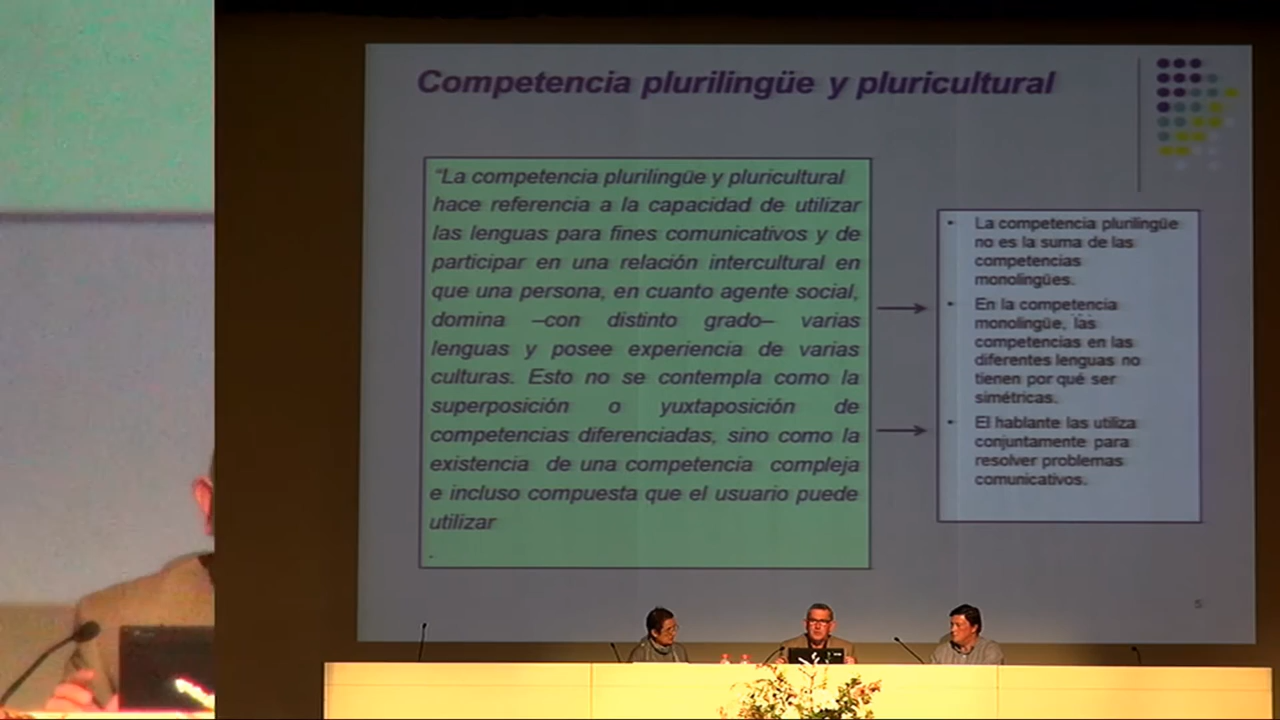 Competencia plurilingüe y pluricultural
“La competencia plurilingüe y pluricultural
hace referencia a la capacidad de utilizar
las lenguas para fines comunicativos y de
participar en una relación intercultural en
que una persona, en cuanto agente social,
domina –con distinto grado– varias
lenguas y posee experiencia de varias
culturas. Esto no se contempla como la
superposición o yuxtaposición de
competencias diferenciadas, sino como la
existencia de una competencia compleja
e incluso compuesta que el usuario puede
utilizar
.
• La competencia plurilingüe
no es la suma de las
competencias
monolingües.
• En la competencia
monolingüe, las
competencias en las
diferentes lenguas no
tienen por qué ser
simétricas.
• El hablante las utiliza
conjuntamente para
resolver problemas
comunicativos.
5